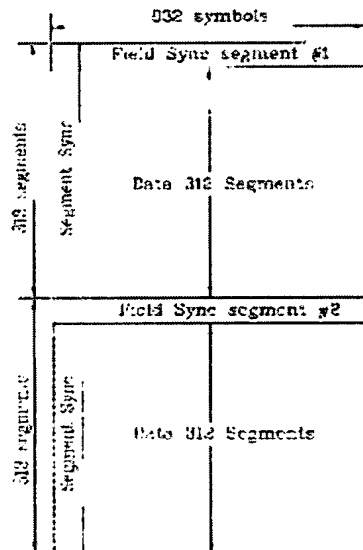 832 symbols
Field Sync segment #1
313 segments
Segment Sync
Data 312 Segments
Field Sync segment #2
313 segments
Segment Sync
Data 312 Segments